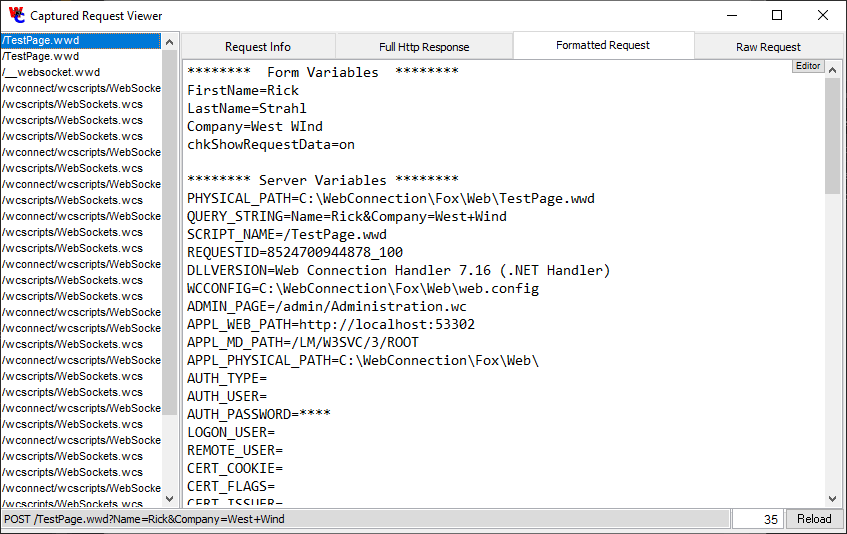 Captured Request Viewer
/TestPage.wwd
/TestPage.wwd
/__websocket.wwd
/wconnect/wcscripts/WebSocke
/wcscripts/WebSockets.wcs
/wcscripts/WebSockets.wcs
/wcscripts/WebSockets.wcs
/wconnect/wcscripts/WebSocke
/wcscripts/WebSockets.wcs
/wconnect/wcscripts/WebSocke
/wcscripts/WebSockets.wcs
/wconnect/wcscripts/WebSocke
/wcscripts/WebSockets.wcs
/wcscripts/WebSockets.wcs
/wconnect/wcscripts/WebSocke
/wcscripts/WebSockets.wcs
/wcscripts/WebSockets.wcs
/wconnect/wcscripts/WebSocke
/wcscripts/WebSockets.wcs
/wconnect/wcscripts/WebSocke
/wcscripts/WebSockets.wcs
/wcscripts/WebSockets.wcs
/wcscripts/WebSockets.wcs
/wconnect/wcscripts/WebSocke
/wcscripts/WebSockets.wcs
/wconnect/wcscripts/WebSocke
/wcscripts/WebSockets.wcs
/wcscripts/WebSockets.wcs
/wconnect/wcscripts/WebSocke
/wcscripts/WebSockets.wcs
Request Info Full Http Response Formatted Request Raw Request
Editor
******** Form Variables ********
FirstName=Rick
LastName=Strahl
Company=West WInd
chkShowRequestData=on
******** Server Variables ********
PHYSICAL_PATH=C:\WebConnection\Fox\Web\TestPage.wwd
QUERY_STRING=Name=Rick&Company=West+Wind
SCRIPT_NAME=/TestPage.wwd
REQUESTID=8524700944878_100
DLLVERSION=Web Connection Handler 7.16 (.NET Handler)
WCCONFIG=C:\WebConnection\Fox\Web\web.config
ADMIN_PAGE=/admin/Administration.wc
APPL_WEB_PATH=http://localhost:53302
APPL_MD_PATH=/LM/W3SVC/3/ROOT
APPL_PHYSICAL_PATH=C:\WebConnection\Fox\Web\
AUTH_TYPE=
AUTH_USER=
AUTH_PASSWORD=****
LOGON_USER=
REMOTE_USER=
CERT_COOKIE=
CERT_FLAGS=
CERT_ISSUER=
POST /TestPage.wwd?Name=Rick&Company=West+Wind 35 Reload